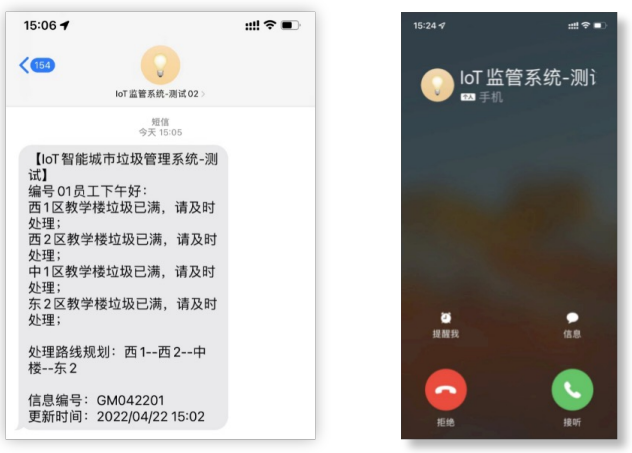 15:06
154
IoT 监管系统-测试 02
短信
今天 15:05
【IoT 智能城市垃圾管理系统-测
试】
编号 01 员工下午好：
西 1 区教学楼垃圾已满，请及时
处理；
西 2 区教学楼垃圾已满，请及时
处理；
中 1 区教学楼垃圾已满，请及时
处理；
东 2 区教学楼垃圾已满，请及时
处理；
处理路线规划：西 1--西 2--中
楼--东 2
信息编号：GM042201
更新时间：2022/04/22 15:02
15:24
IoT 监管系统-测i
个人 手机
提醒我
信息
拒绝
接听